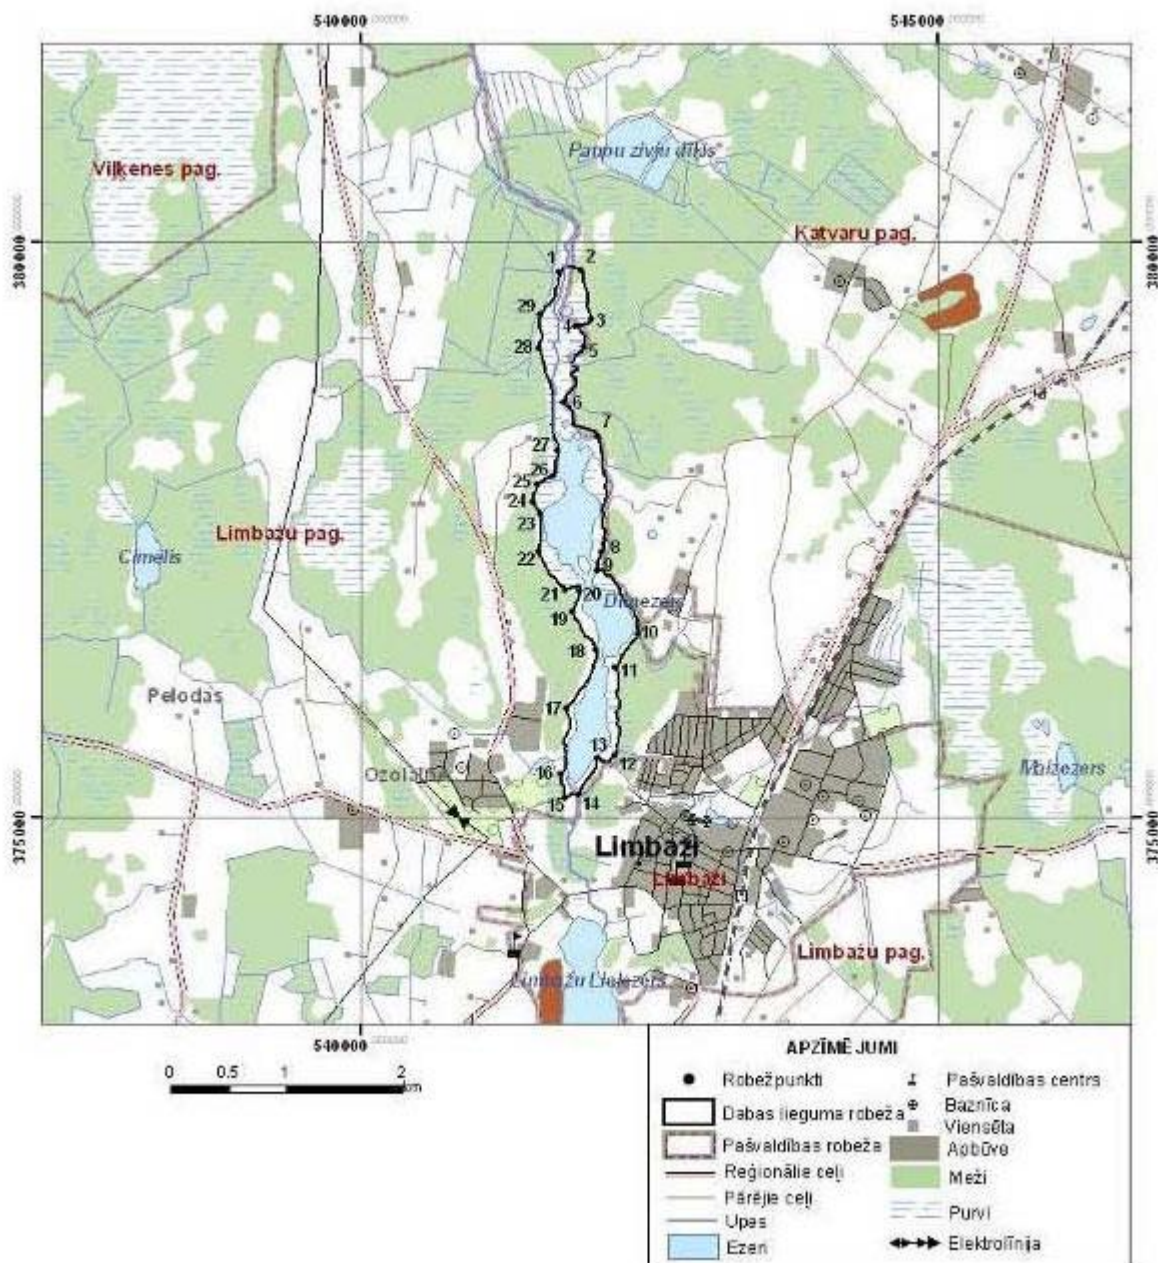 540000
545000
Viļķenes pag.
Paņņu zivju dīķis
Katvaru pag.
380000
380000
1
2
29
3
4
28
5
6
7
27
26
25
24
23
22
8
9
Limbažu pag.
Cimelis
21
20
Dūņezers
19
10
18
11
Pelodas
17
13
12
16
15
14
Ozolaine
Maizezers
375000
375000
Limbaži
Limbaži
Limbažu pag.
Limbažu Lielezers
540000
0 0.5 1 2
km
APZĪMĒJUMI
Robežpunkti
Pašvaldības centrs
Dabas lieguma robeža
Baznīca
Viensēta
Pašvaldības robeža
Apbūve
Reģionālie ceļi
Meži
Pārējie ceļi
Purvi
Upes
Ezeri
Elektrolīnija